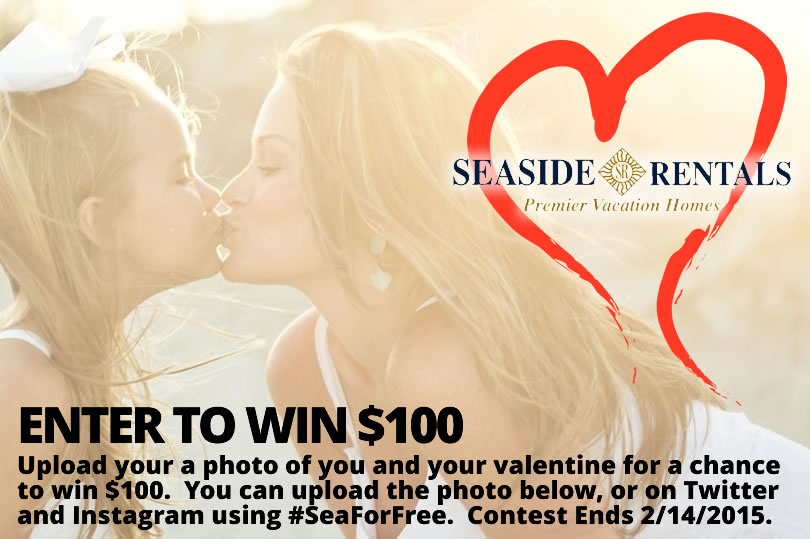 SEASIDE SR RENTALS
Premier Vacation Homes
ENTER TO WIN $100
Upload your a photo of you and your valentine for a chance
to win $100.  You can upload the photo below, or on Twitter
and Instagram using #SeaForFree.  Contest Ends 2/14/2015.